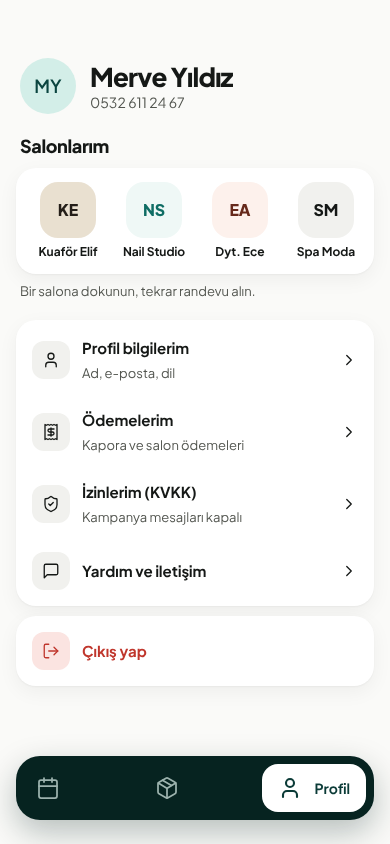 MY
Merve Yıldız
0532 611 24 67
Salonlarım
KE NS EA SM
Kuaför Elif Nail Studio Dyt. Ece Spa Moda
Bir salona dokunun, tekrar randevu alın.
Profil bilgilerim
Ad, e-posta, dil
Ödemelerim
Kapora ve salon ödemeleri
İzinlerim (KVKK)
Kampanya mesajları kapalı
Yardım ve iletişim
Çıkış yap
Profil